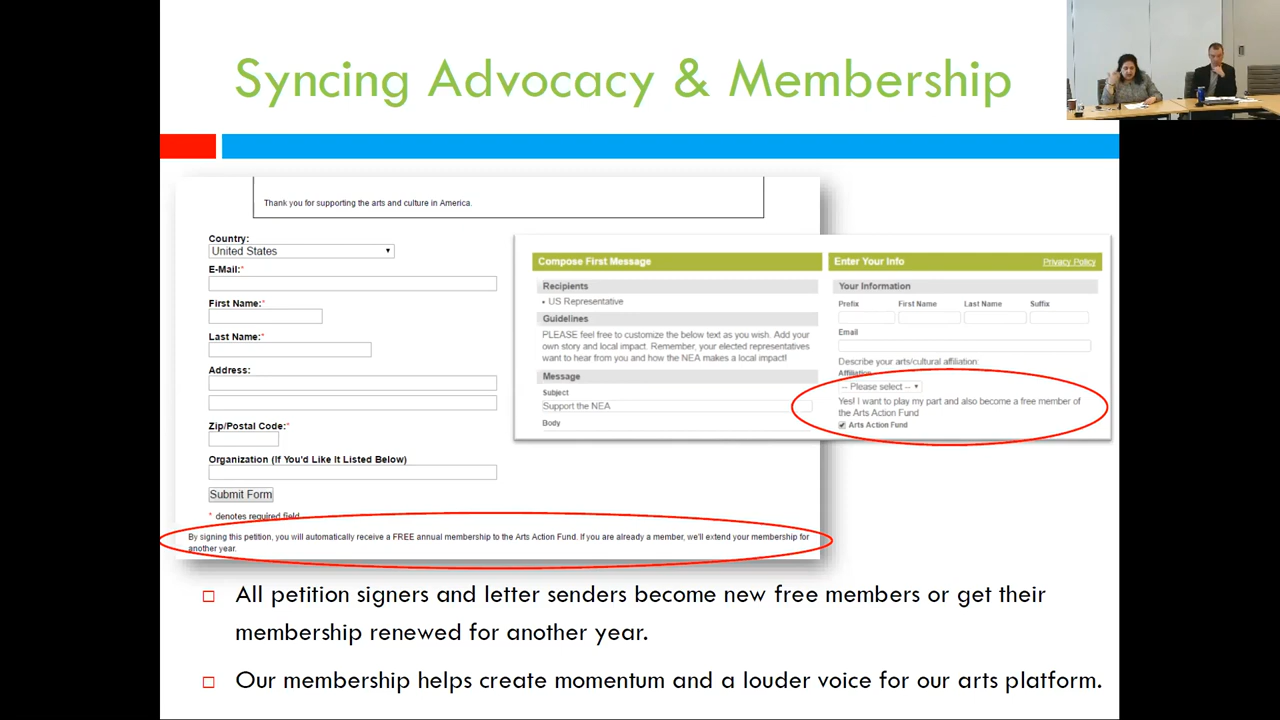 Syncing Advocacy & Membership
Thank you for supporting the arts and culture in America.
Country:
United States
E-Mail:*
First Name:*
Last Name:*
Address:
Zip/Postal Code:*
Organization (If You'd Like It Listed Below)
Submit Form
* denotes required field
By signing this petition, you will automatically receive a FREE annual membership to the Arts Action Fund. If you are already a member, we'll extend your membership for
another year.
Compose First Message
Recipients
• US Representative
Guidelines
PLEASE feel free to customize the below text as you wish. Add your
own story and local impact. Remember, your elected representatives
want to hear from you and how the NEA makes a local impact!
Message
Subject
Support the NEA
Body
Enter Your Info Privacy Policy
Your Information
Prefix First Name Last Name Suffix
Email
Describe your arts/cultural affiliation:
Affiliation
-- Please select --
Yes! I want to play my part and also become a free member of
the Arts Action Fund
Arts Action Fund
All petition signers and letter senders become new free members or get their
membership renewed for another year.
Our membership helps create momentum and a louder voice for our arts platform.